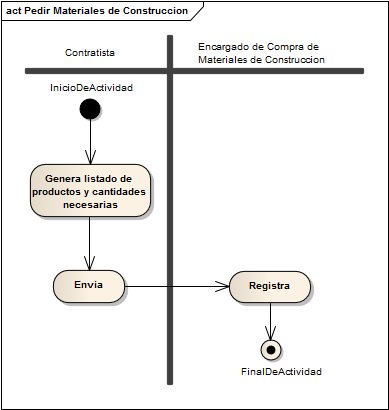 act Pedir Materiales de Construccion
Contratista
Encargado de Compra de
Materiales de Construccion
InicioDeActividad
Genera listado de
productos y cantidades
necesarias
Envia
Registra
FinalDeActividad